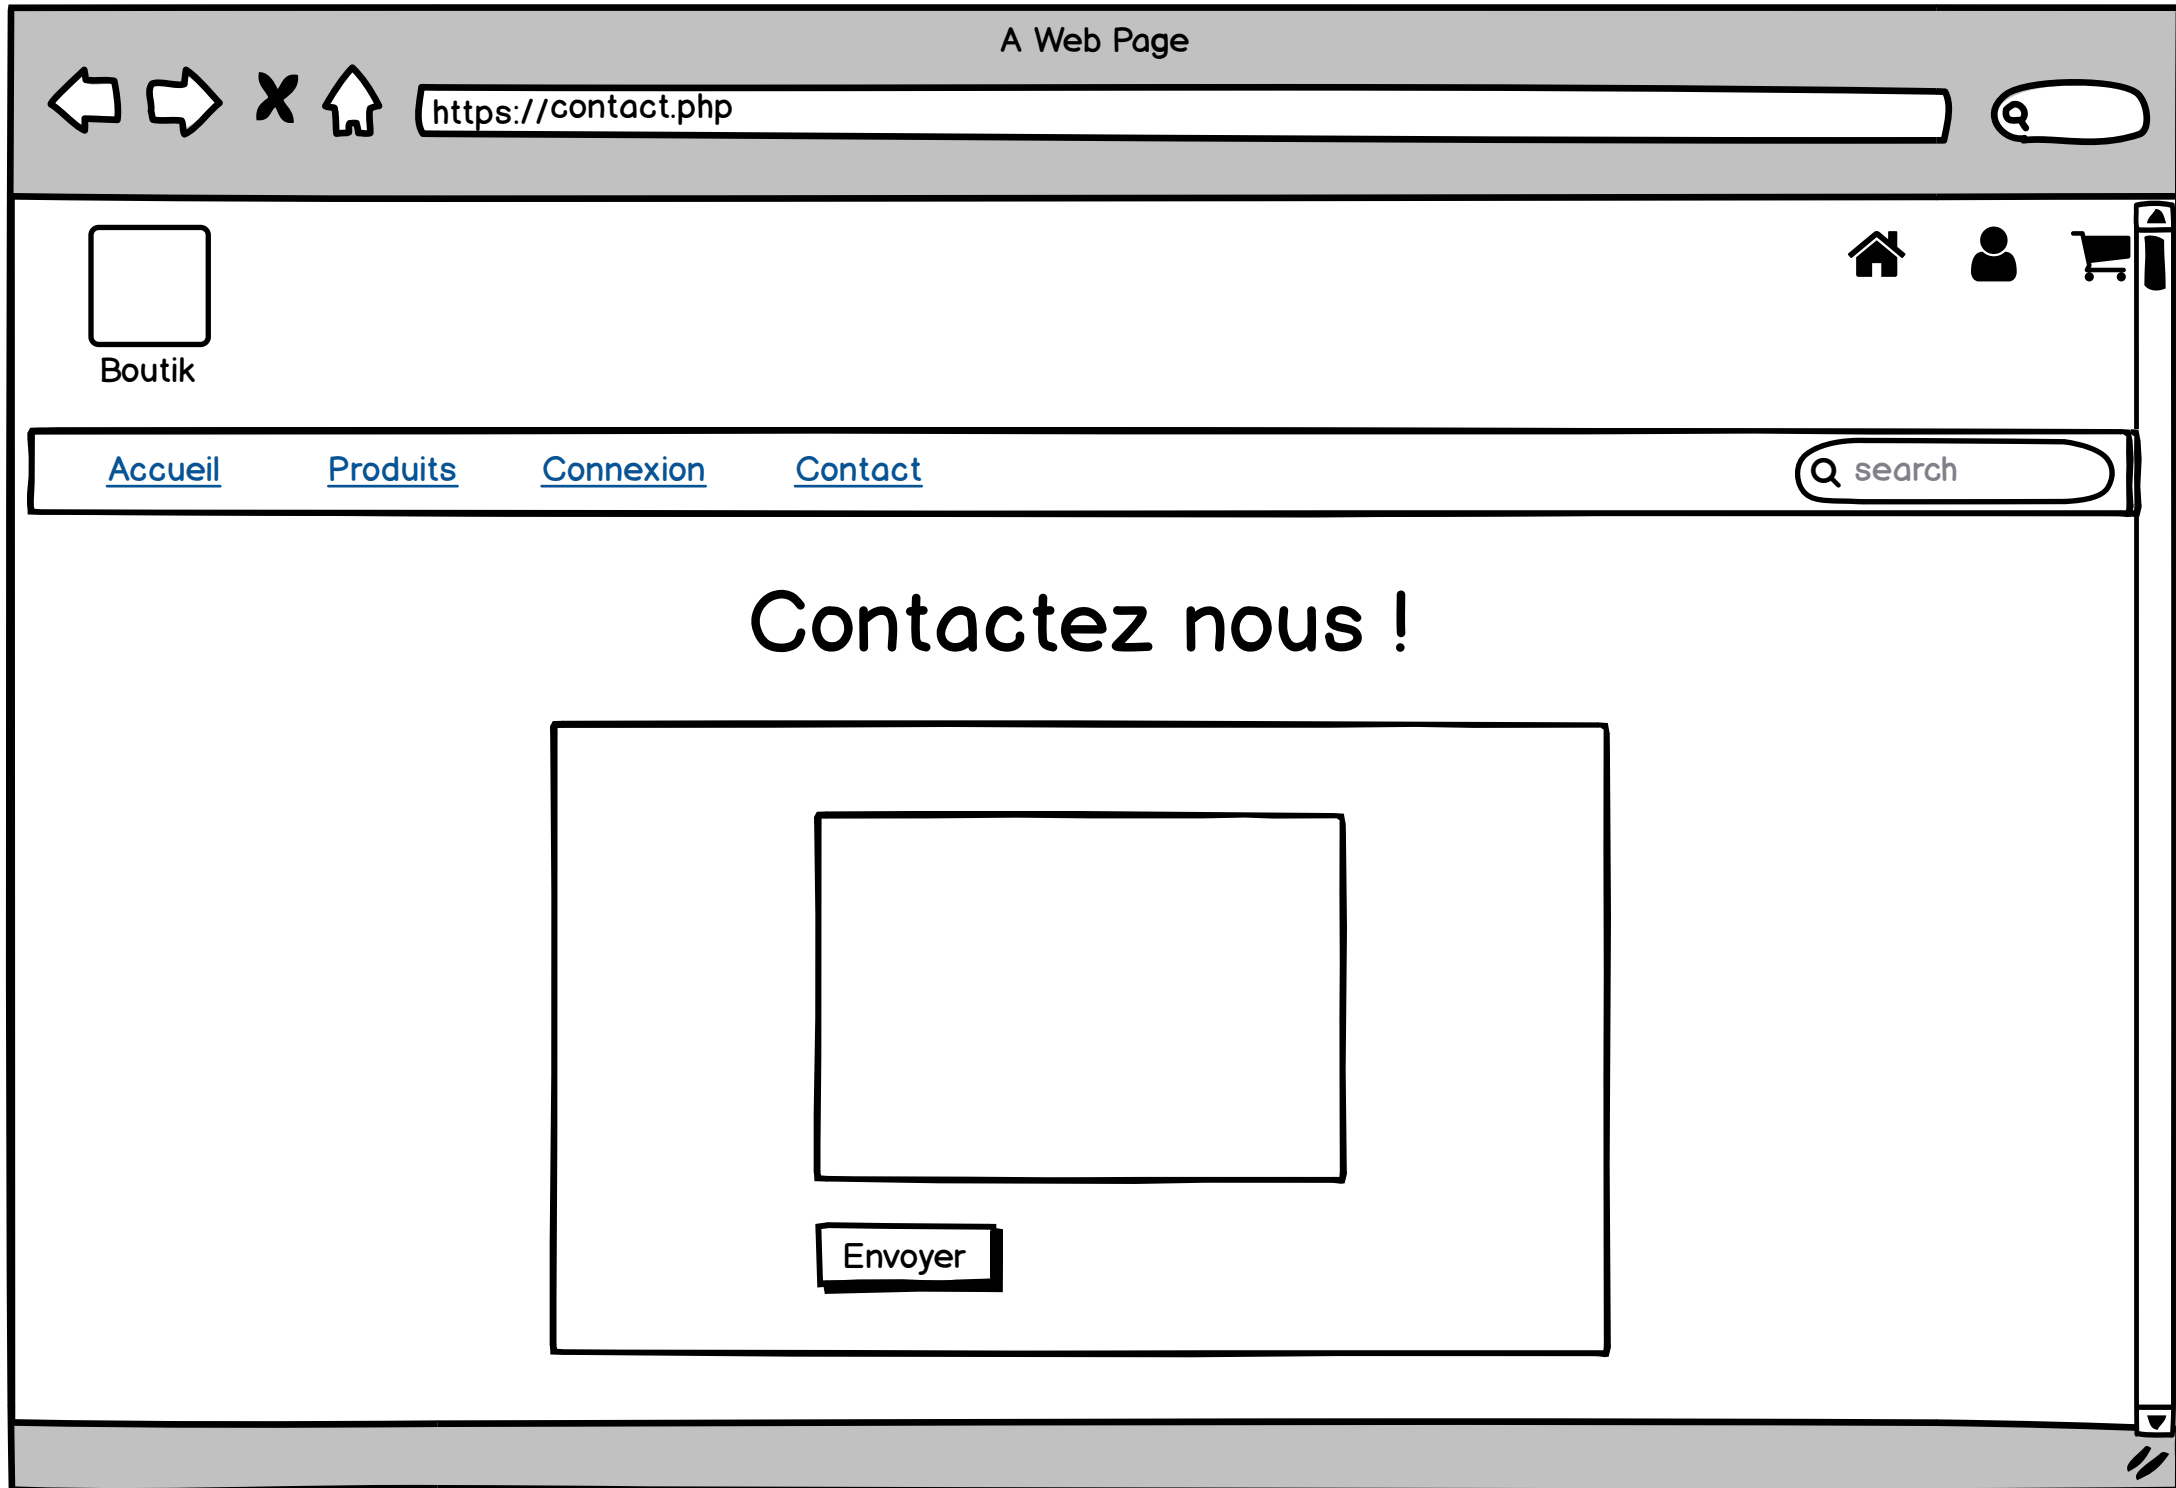 A Web Page
https://contact.php
Boutik
Accueil Produits Connexion Contact search
Contactez nous !
Envoyer